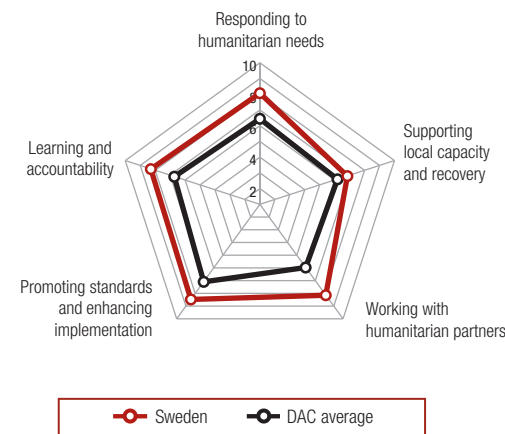 Responding to
humanitarian needs
10
8
6
4
2
Learning and
accountability
Supporting
local capacity
and recovery
Promoting standards
and enhancing
implementation
Working with
humanitarian partners
Sweden
DAC average